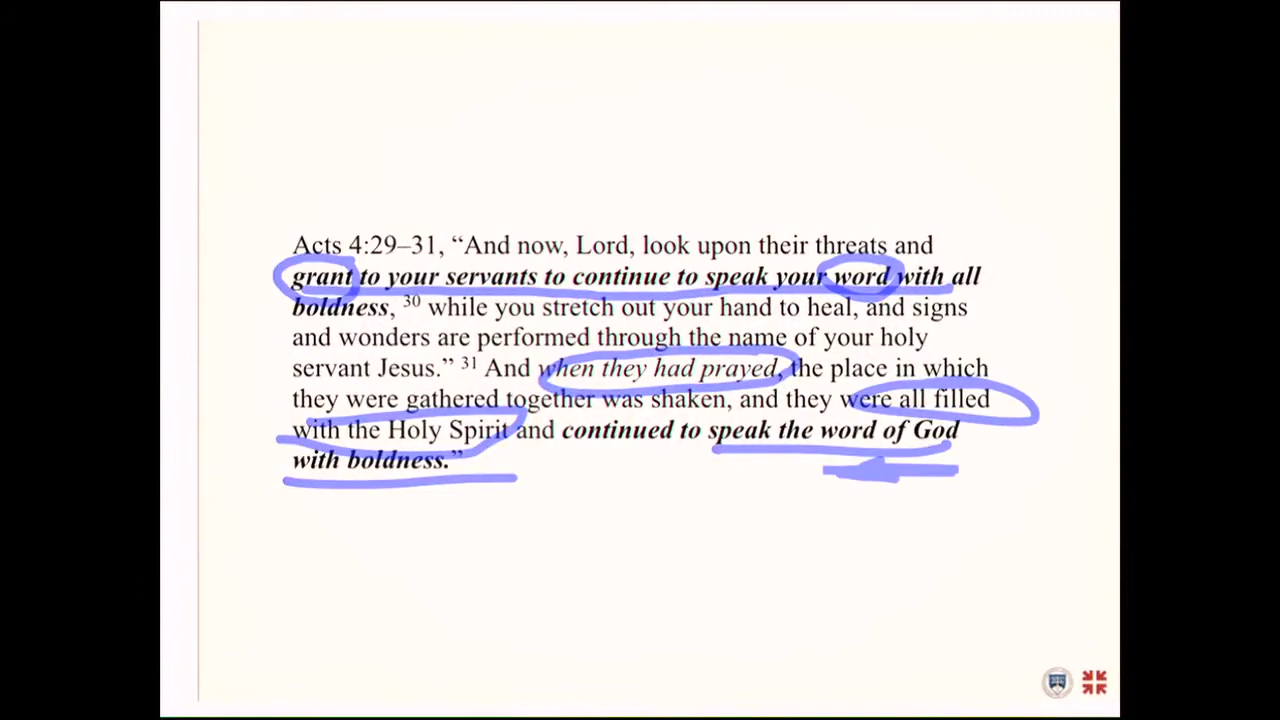 Acts 4:29–31, “And now, Lord, look upon their threats and
grant to your servants to continue to speak your word with all
boldness, 30 while you stretch out your hand to heal, and signs
and wonders are performed through the name of your holy
servant Jesus.” 31 And when they had prayed, the place in which
they were gathered together was shaken, and they were all filled
with the Holy Spirit and continued to speak the word of God
with boldness.”